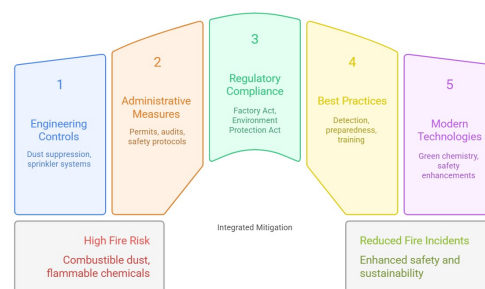 1
Engineering
Controls
Dust suppression,
sprinkler systems
2
Administrative
Measures
Permits, audits,
safety protocols
3
Regulatory
Compliance
Factory Act,
Environment
Protection Act
4
Best Practices
Detection,
preparedness,
training
5
Modern
Technologies
Green chemistry,
safety
enhancements
Integrated Mitigation
High Fire Risk
Combustible dust,
flammable chemicals
Reduced Fire Incidents
Enhanced safety and
sustainability